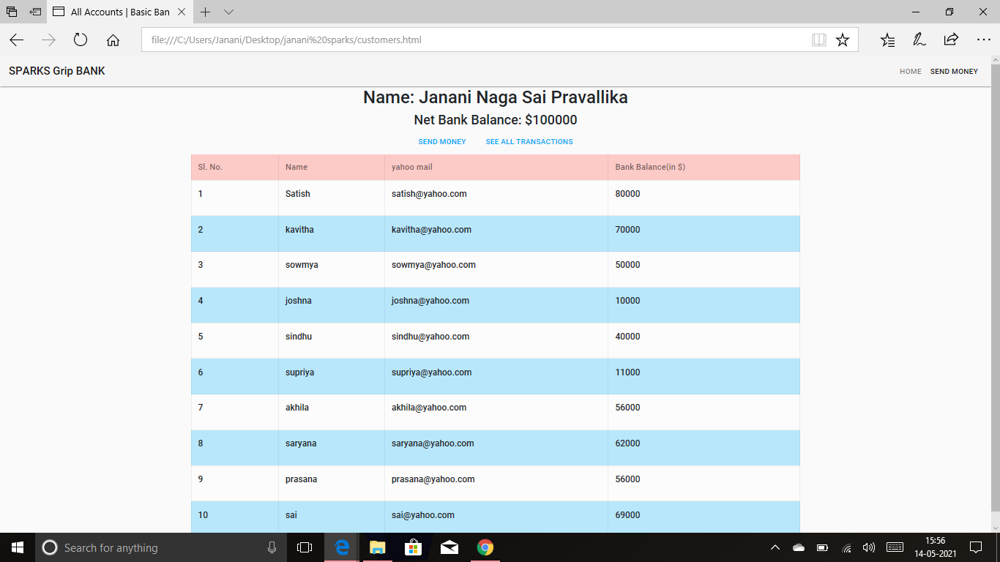 All Accounts | Basic Ban
file:///C:/Users/Janani/Desktop/janani%20sparks/customers.html
SPARKS Grip BANK HOME SEND MONEY
Name: Janani Naga Sai Pravallika
Net Bank Balance: $100000
SEND MONEY SEE ALL TRANSACTIONS
Sl. No. Name yahoo mail Bank Balance(in $)
1 Satish satish@yahoo.com 80000
2 kavitha kavitha@yahoo.com 70000
3 sowmya sowmya@yahoo.com 50000
4 joshna joshna@yahoo.com 10000
5 sindhu sindhu@yahoo.com 40000
6 supriya supriya@yahoo.com 11000
7 akhila akhila@yahoo.com 56000
8 saryana saryana@yahoo.com 62000
9 prasana prasana@yahoo.com 56000
10 sai sai@yahoo.com 69000
Search for anything
15:56
14-05-2021